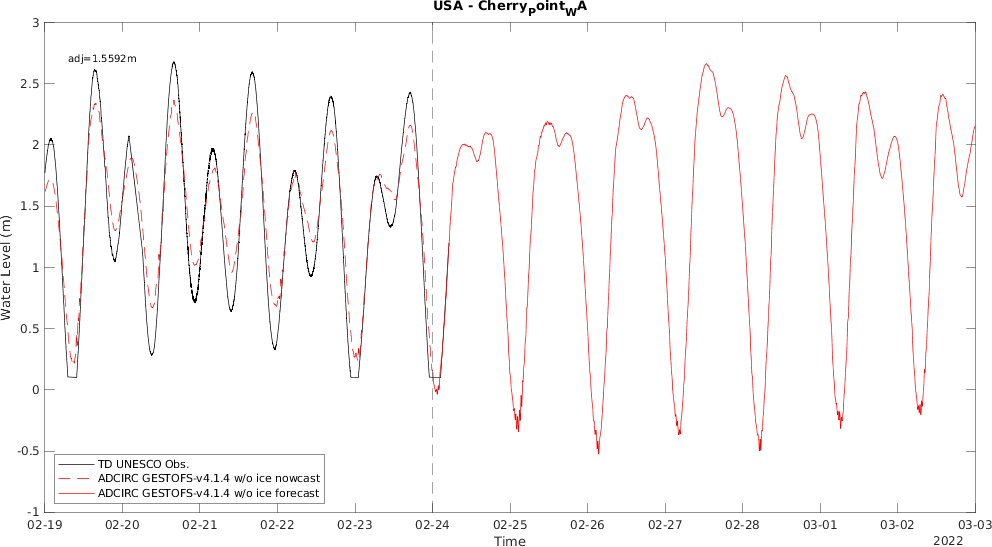 USA - CherryPointWA
adj=1.5592m
3
2.5
2
1.5
1
0.5
0
-0.5
-1
Water Level (m)
TD UNESCO Obs.
ADCIRC GESTOFS-v4.1.4 w/o ice nowcast
ADCIRC GESTOFS-v4.1.4 w/o ice forecast
02-19 02-20 02-21 02-22 02-23 02-24 02-25 02-26 02-27 02-28 03-01 03-02 03-03
Time
2022